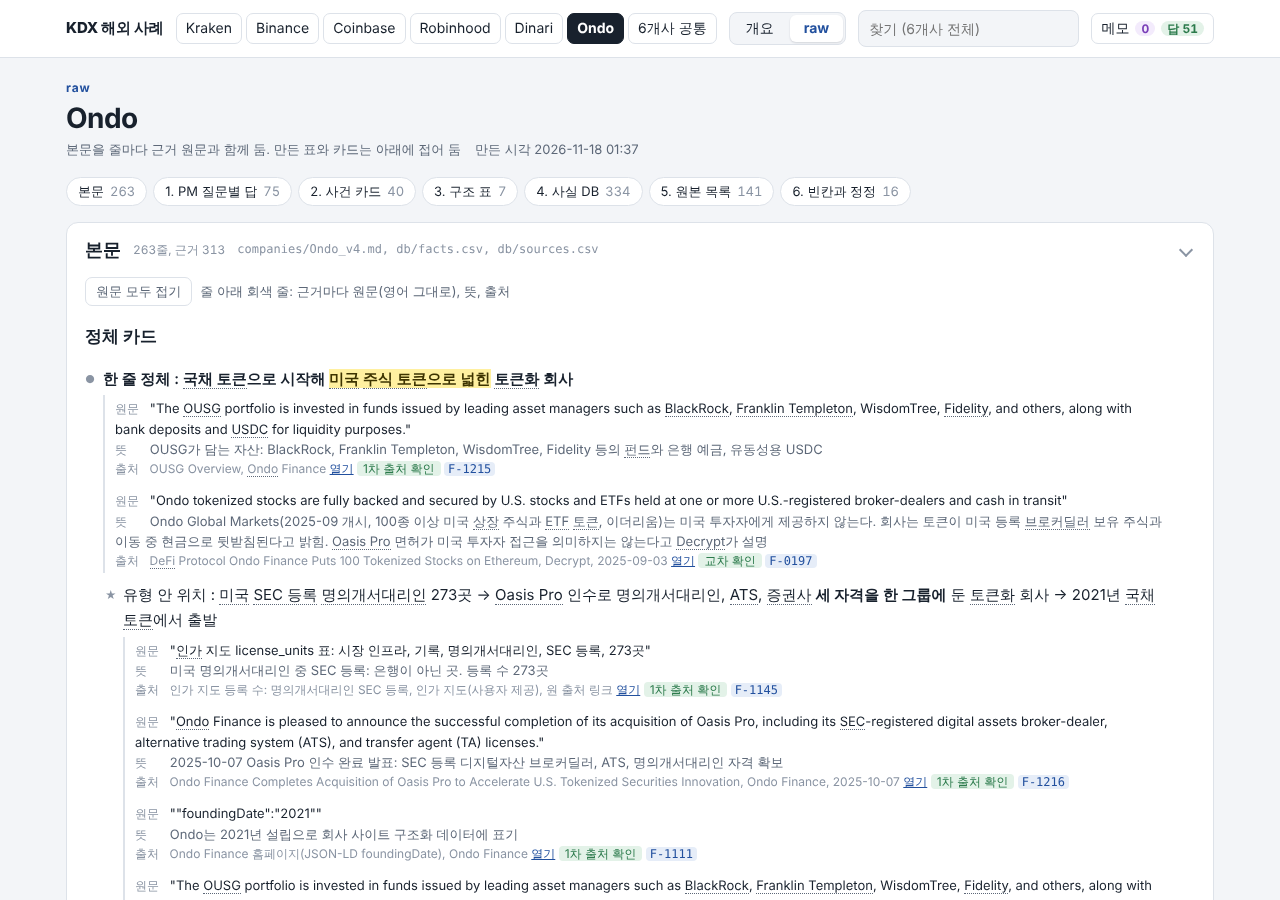 KDX 해외 사례 Kraken Binance Coinbase Robinhood Dinari Ondo 6개사 공통 개요 raw 찾기 (6개사 전체) 메모 0 답 51
raw
Ondo
본문을 줄마다 근거 원문과 함께 둠. 만든 표와 카드는 아래에 접어 둠 만든 시각 2026-11-18 01:37
본문 263 1. PM 질문별 답 75 2. 사건 카드 40 3. 구조 표 7 4. 사실 DB 334 5. 원본 목록 141 6. 빈칸과 정정 16
본문 263줄, 근거 313 companies/Ondo_v4.md, db/facts.csv, db/sources.csv
원문 모두 접기 줄 아래 회색 줄: 근거마다 원문(영어 그대로), 뜻, 출처
정체 카드
한 줄 정체 : 국채 토큰으로 시작해 미국 주식 토큰으로 넓힌 토큰화 회사
원문 "The OUSG portfolio is invested in funds issued by leading asset managers such as BlackRock, Franklin Templeton, WisdomTree, Fidelity, and others, along with
bank deposits and USDC for liquidity purposes."
뜻 OUSG가 담는 자산: BlackRock, Franklin Templeton, WisdomTree, Fidelity 등의 펀드와 은행 예금, 유동성용 USDC
출처 OUSG Overview, Ondo Finance 열기 1차 출처 확인 F-1215
원문 "Ondo tokenized stocks are fully backed and secured by U.S. stocks and ETFs held at one or more U.S.-registered broker-dealers and cash in transit"
뜻 Ondo Global Markets(2025-09 개시, 100종 이상 미국 상장 주식과 ETF 토큰, 이더리움)는 미국 투자자에게 제공하지 않는다. 회사는 토큰이 미국 등록 브로커딜러 보유 주식과
이동 중 현금으로 뒷받침된다고 밝힘. Oasis Pro 면허가 미국 투자자 접근을 의미하지는 않는다고 Decrypt가 설명
출처 DeFi Protocol Ondo Finance Puts 100 Tokenized Stocks on Ethereum, Decrypt, 2025-09-03 열기 교차 확인 F-0197
★ 유형 안 위치 : 미국 SEC 등록 명의개서대리인 273곳 → Oasis Pro 인수로 명의개서대리인, ATS, 증권사 세 자격을 한 그룹에 둔 토큰화 회사 → 2021년 국채
토큰에서 출발
원문 "인가 지도 license_units 표: 시장 인프라, 기록, 명의개서대리인, SEC 등록, 273곳"
뜻 미국 명의개서대리인 중 SEC 등록: 은행이 아닌 곳. 등록 수 273곳
출처 인가 지도 등록 수: 명의개서대리인 SEC 등록, 인가 지도(사용자 제공), 원 출처 링크 열기 1차 출처 확인 F-1145
원문 "Ondo Finance is pleased to announce the successful completion of its acquisition of Oasis Pro, including its SEC-registered digital assets broker-dealer,
alternative trading system (ATS), and transfer agent (TA) licenses."
뜻 2025-10-07 Oasis Pro 인수 완료 발표: SEC 등록 디지털자산 브로커딜러, ATS, 명의개서대리인 자격 확보
출처 Ondo Finance Completes Acquisition of Oasis Pro to Accelerate U.S. Tokenized Securities Innovation, Ondo Finance, 2025-10-07 열기 1차 출처 확인 F-1216
원문 ""foundingDate":"2021""
뜻 Ondo는 2021년 설립으로 회사 사이트 구조화 데이터에 표기
출처 Ondo Finance 홈페이지(JSON-LD foundingDate), Ondo Finance 열기 1차 출처 확인 F-1111
원문 "The OUSG portfolio is invested in funds issued by leading asset managers such as BlackRock, Franklin Templeton, WisdomTree, Fidelity, and others, along with